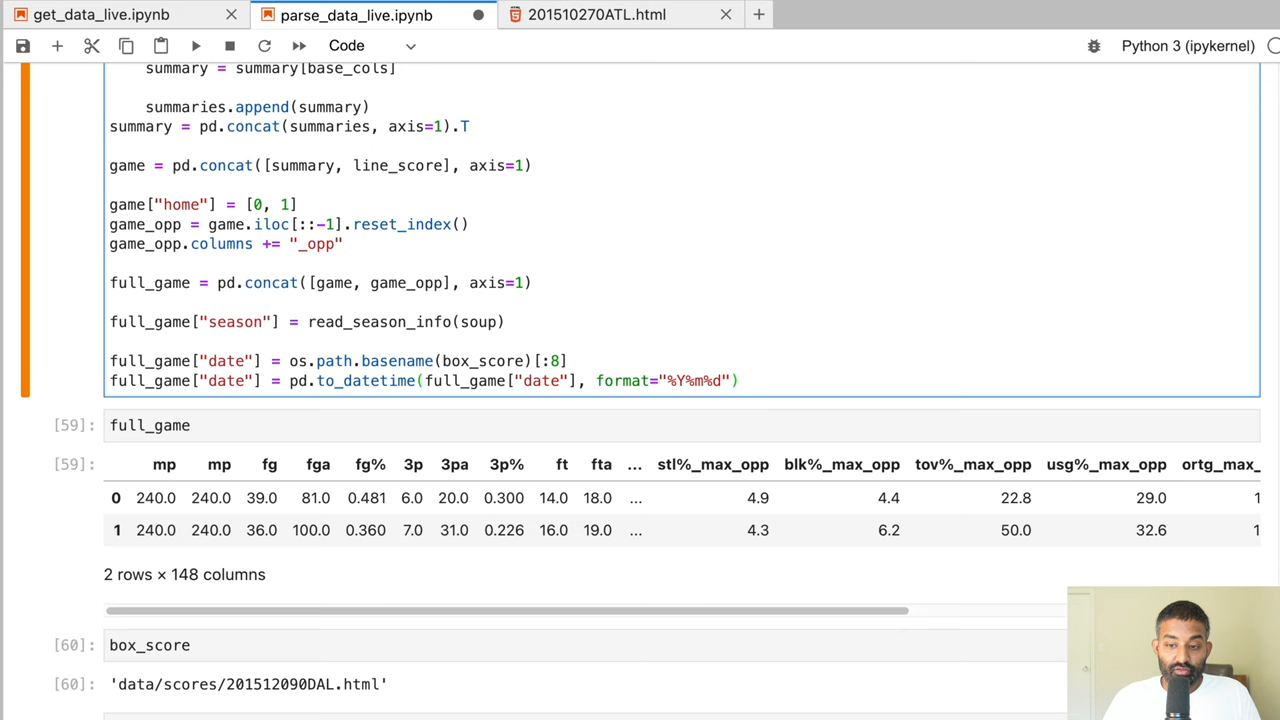 get_data_live.ipynb parse_data_live.ipynb 201510270ATL.html
Code Python 3 (ipykernel)
summary = summary[base_cols]
summaries.append(summary)
summary = pd.concat(summaries, axis=1).T
game = pd.concat([summary, line_score], axis=1)
game["home"] = [0, 1]
game_opp = game.iloc[::-1].reset_index()
game_opp.columns += "_opp"
full_game = pd.concat([game, game_opp], axis=1)
full_game["season"] = read_season_info(soup)
full_game["date"] = os.path.basename(box_score)[:8]
full_game["date"] = pd.to_datetime(full_game["date"], format="%Y%m%d")
[59]: full_game
[59]: mp mp fg fga fg% 3p 3pa 3p% ft fta ... stl%_max_opp blk%_max_opp tov%_max_opp usg%_max_opp ortg_max_
0 240.0 240.0 39.0 81.0 0.481 6.0 20.0 0.300 14.0 18.0 ... 4.9 4.4 22.8 29.0 1
1 240.0 240.0 36.0 100.0 0.360 7.0 31.0 0.226 16.0 19.0 ... 4.3 6.2 50.0 32.6 1
2 rows × 148 columns
[60]: box_score
[60]: 'data/scores/201512090DAL.html'